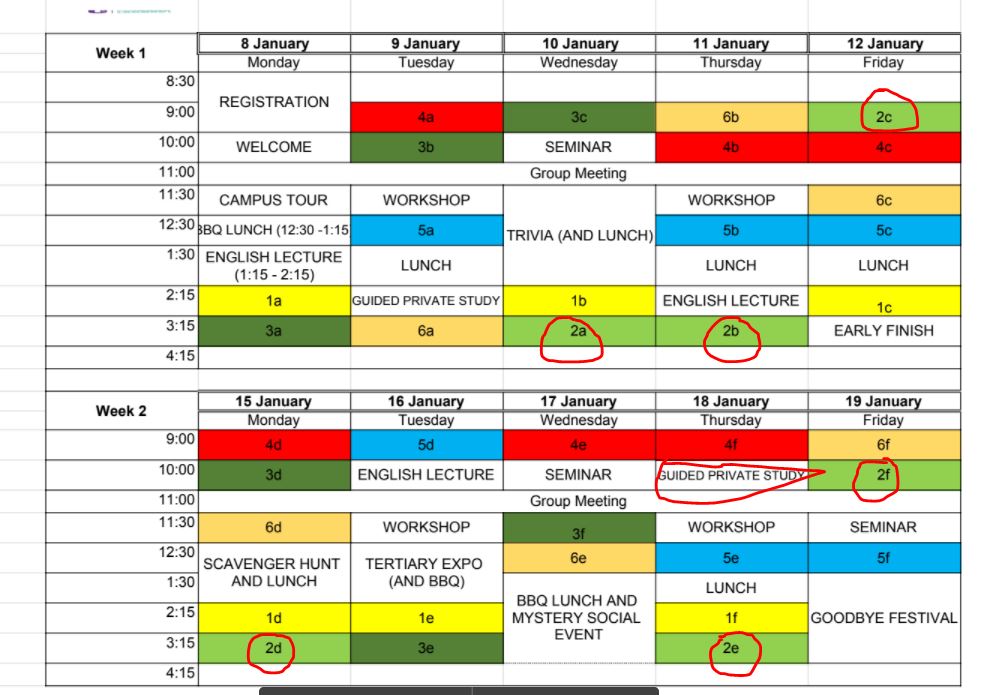 Week 1 8 January 9 January 10 January 11 January 12 January
Monday Tuesday Wednesday Thursday Friday
8:30
REGISTRATION
9:00 4a 3c 6b 2c
10:00 WELCOME 3b SEMINAR 4b 4c
11:00 Group Meeting
11:30 CAMPUS TOUR WORKSHOP WORKSHOP 6c
12:30 BBQ LUNCH (12:30 -1:15 5a TRIVIA (AND LUNCH) 5b 5c
1:30 ENGLISH LECTURE LUNCH LUNCH LUNCH
(1:15 - 2:15)
2:15 1a GUIDED PRIVATE STUDY 1b ENGLISH LECTURE 1c
3:15 3a 6a 2a 2b EARLY FINISH
4:15
Week 2 15 January 16 January 17 January 18 January 19 January
Monday Tuesday Wednesday Thursday Friday
9:00 4d 5d 4e 4f 6f
10:00 3d ENGLISH LECTURE SEMINAR GUIDED PRIVATE STUDY 2f
11:00 Group Meeting
11:30 6d WORKSHOP 3f WORKSHOP SEMINAR
12:30 SCAVENGER HUNT TERTIARY EXPO 6e 5e 5f
1:30 AND LUNCH (AND BBQ) LUNCH
BBQ LUNCH AND
2:15 1d 1e MYSTERY SOCIAL 1f GOODBYE FESTIVAL
EVENT
3:15 2d 3e 2e
4:15